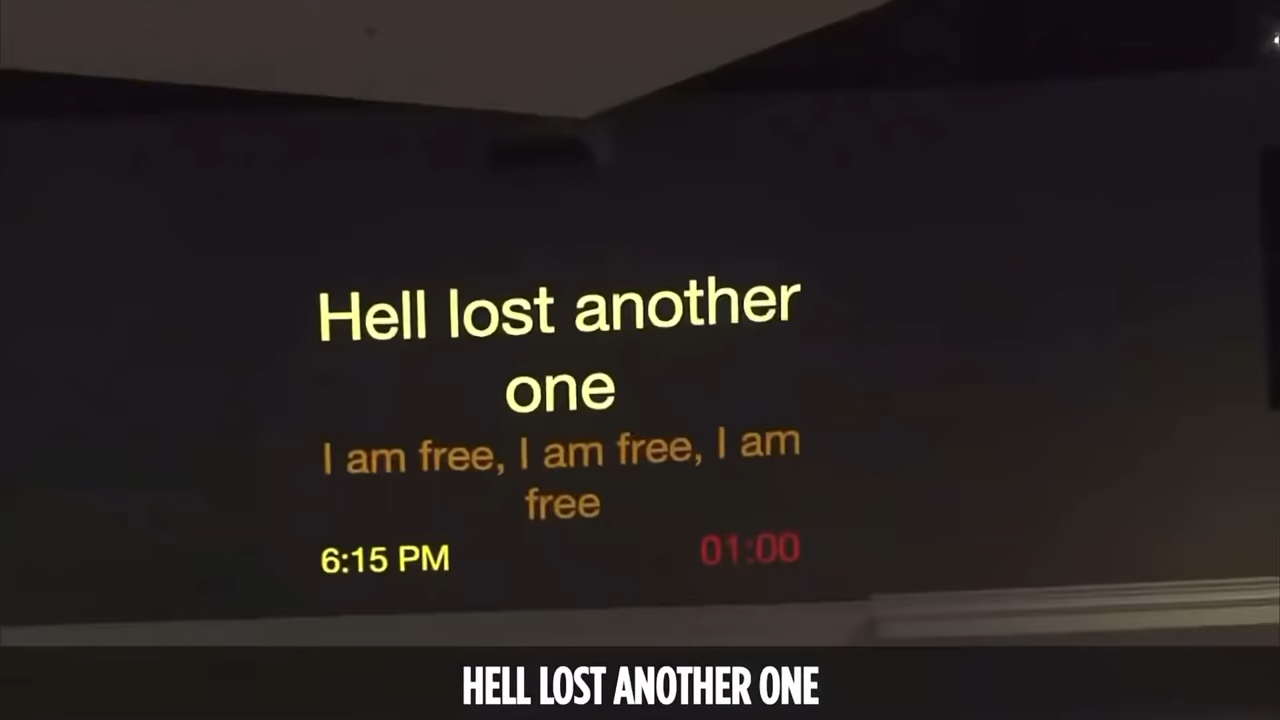 Hell lost another
one
I am free, I am free, I am
free
6:15 PM
01:00
HELL LOST ANOTHER ONE